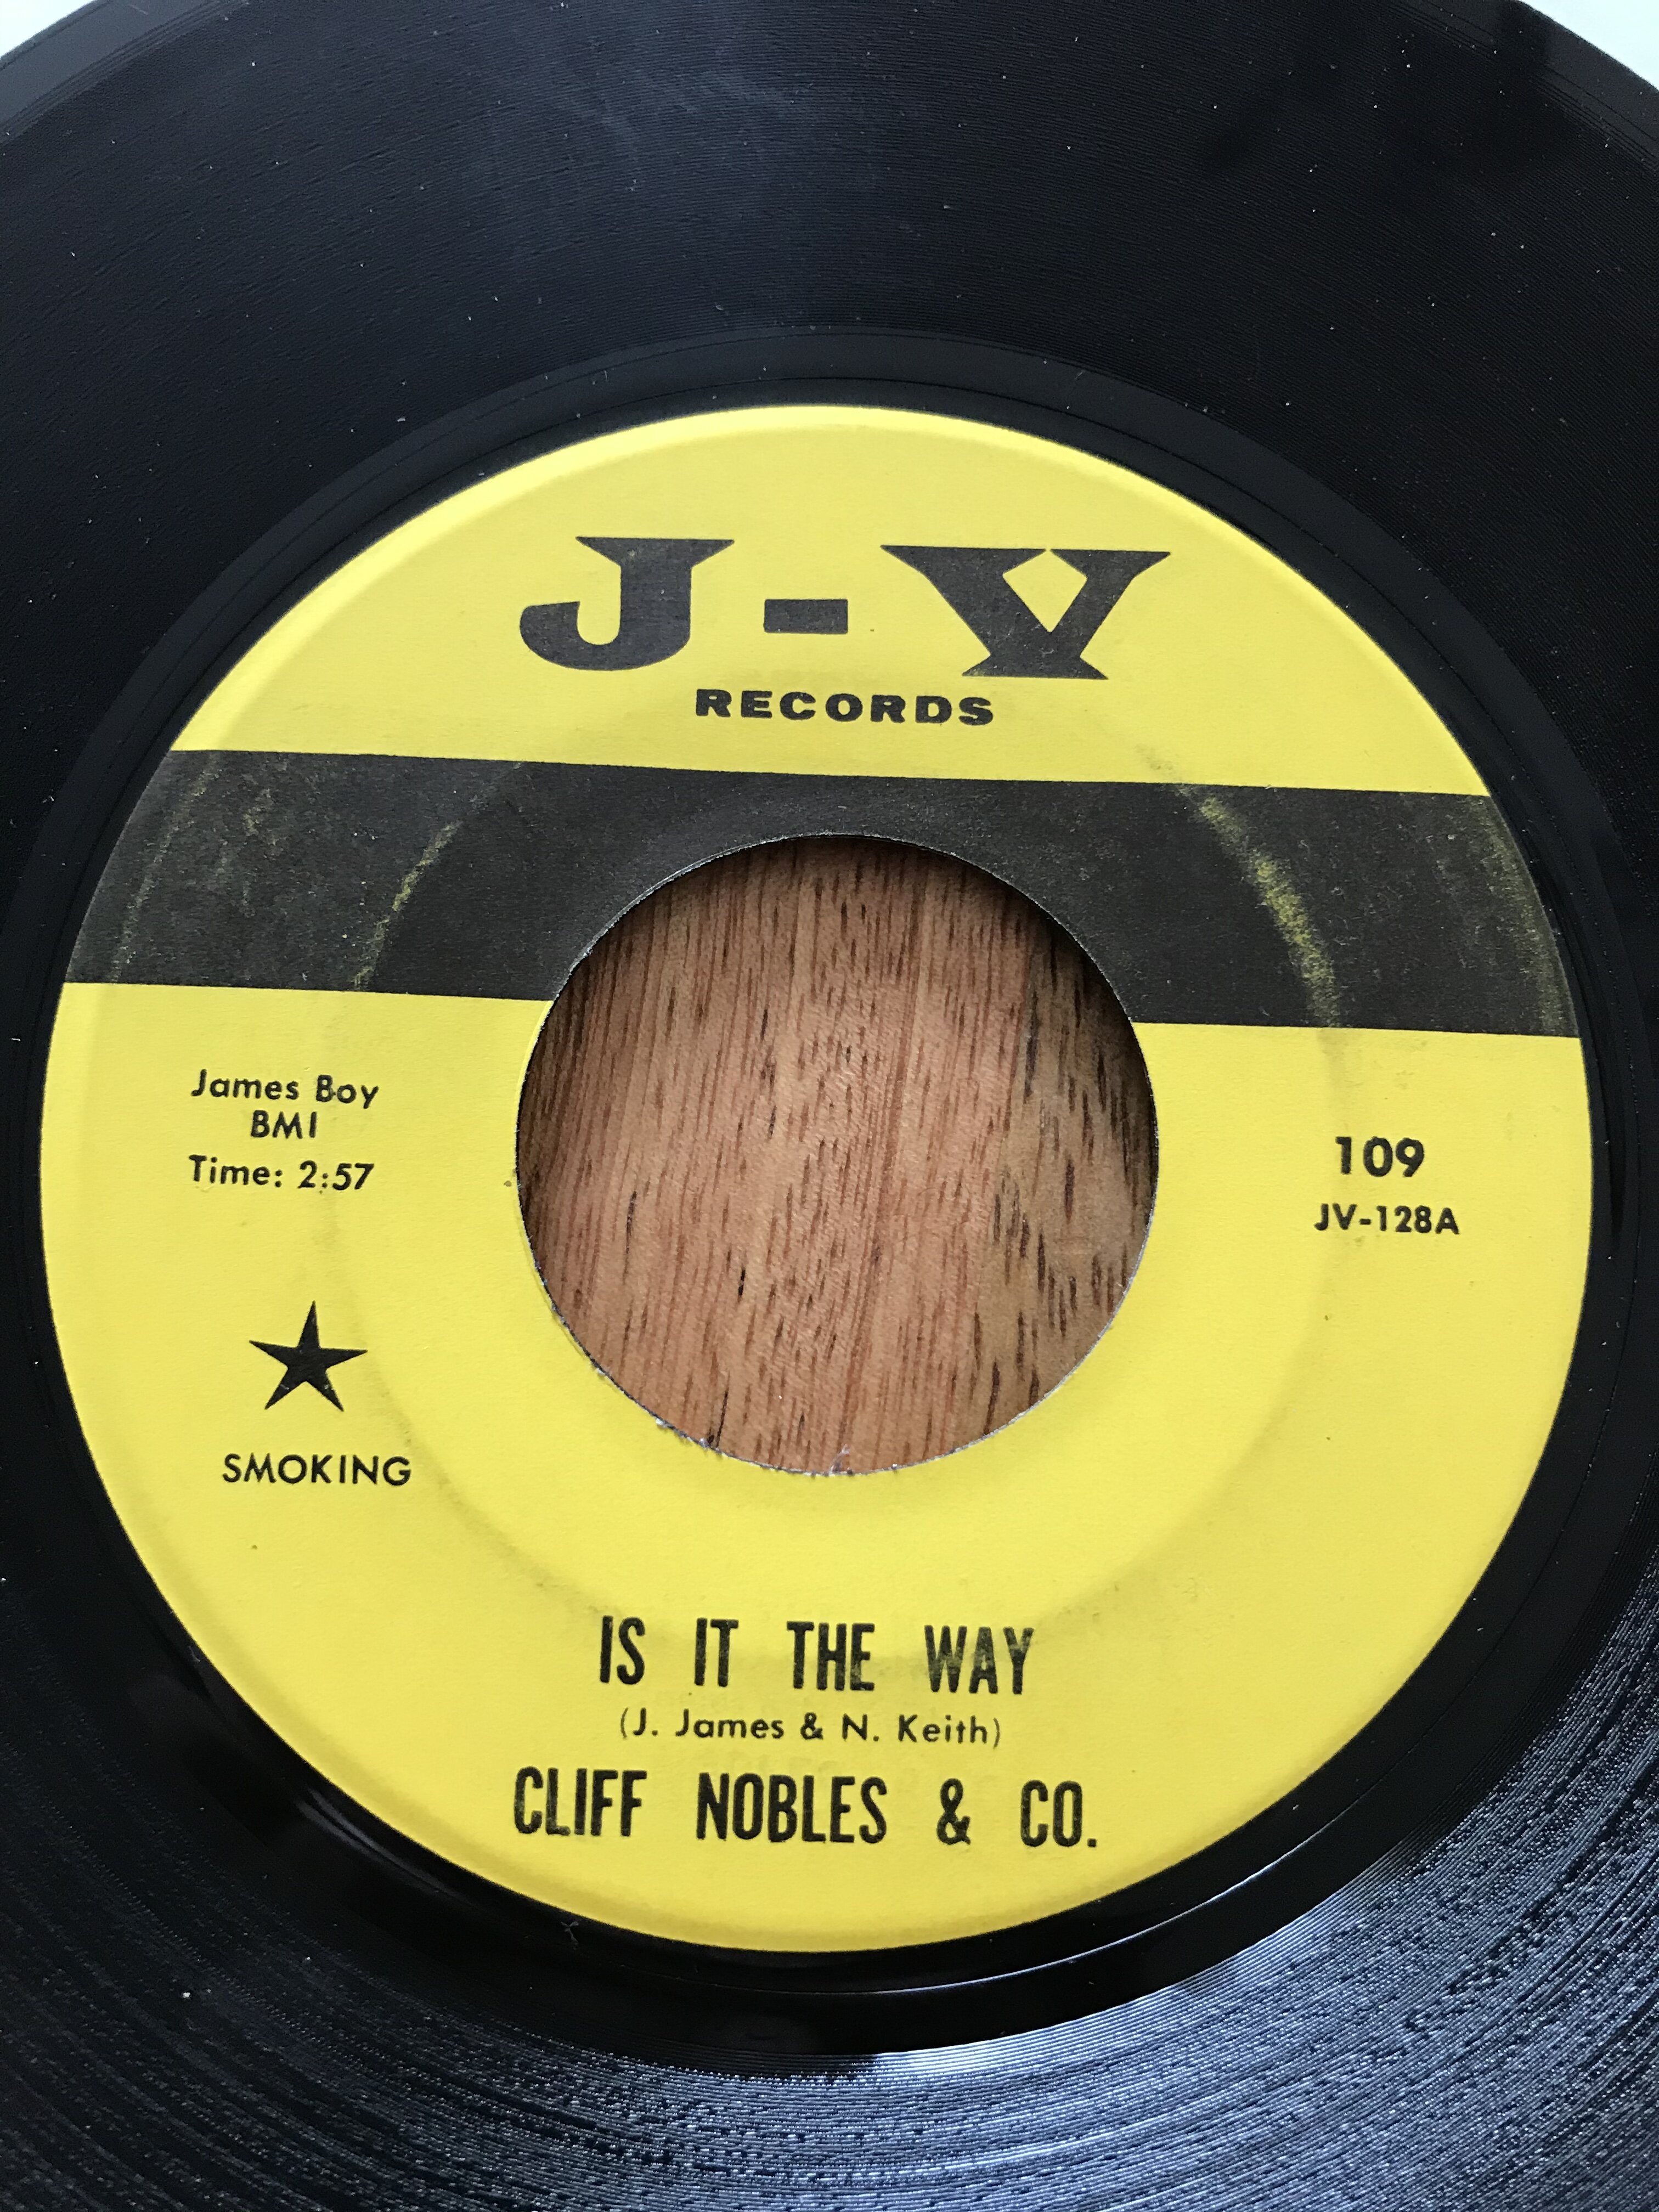 J-V
RECORDS
James Boy
BMI
Time: 2:57
109
JV-128A
SMOKING
IS IT THE WAY
(J. James & N. Keith)
CLIFF NOBLES & CO.